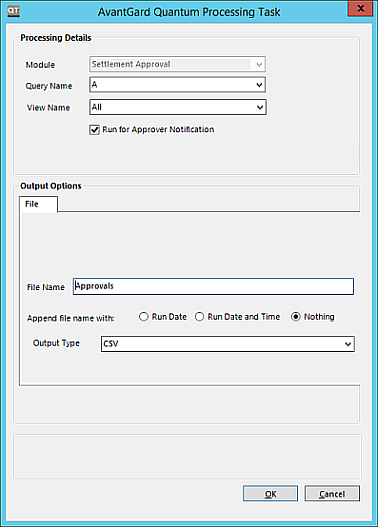 QT
AvantGard Quantum Processing Task
Processing Details
Module Settlement Approval
Query Name A
View Name All
Run for Approver Notification
Output Options
File
File Name Approvals
Append file name with: Run Date Run Date and Time Nothing
Output Type CSV
OK Cancel